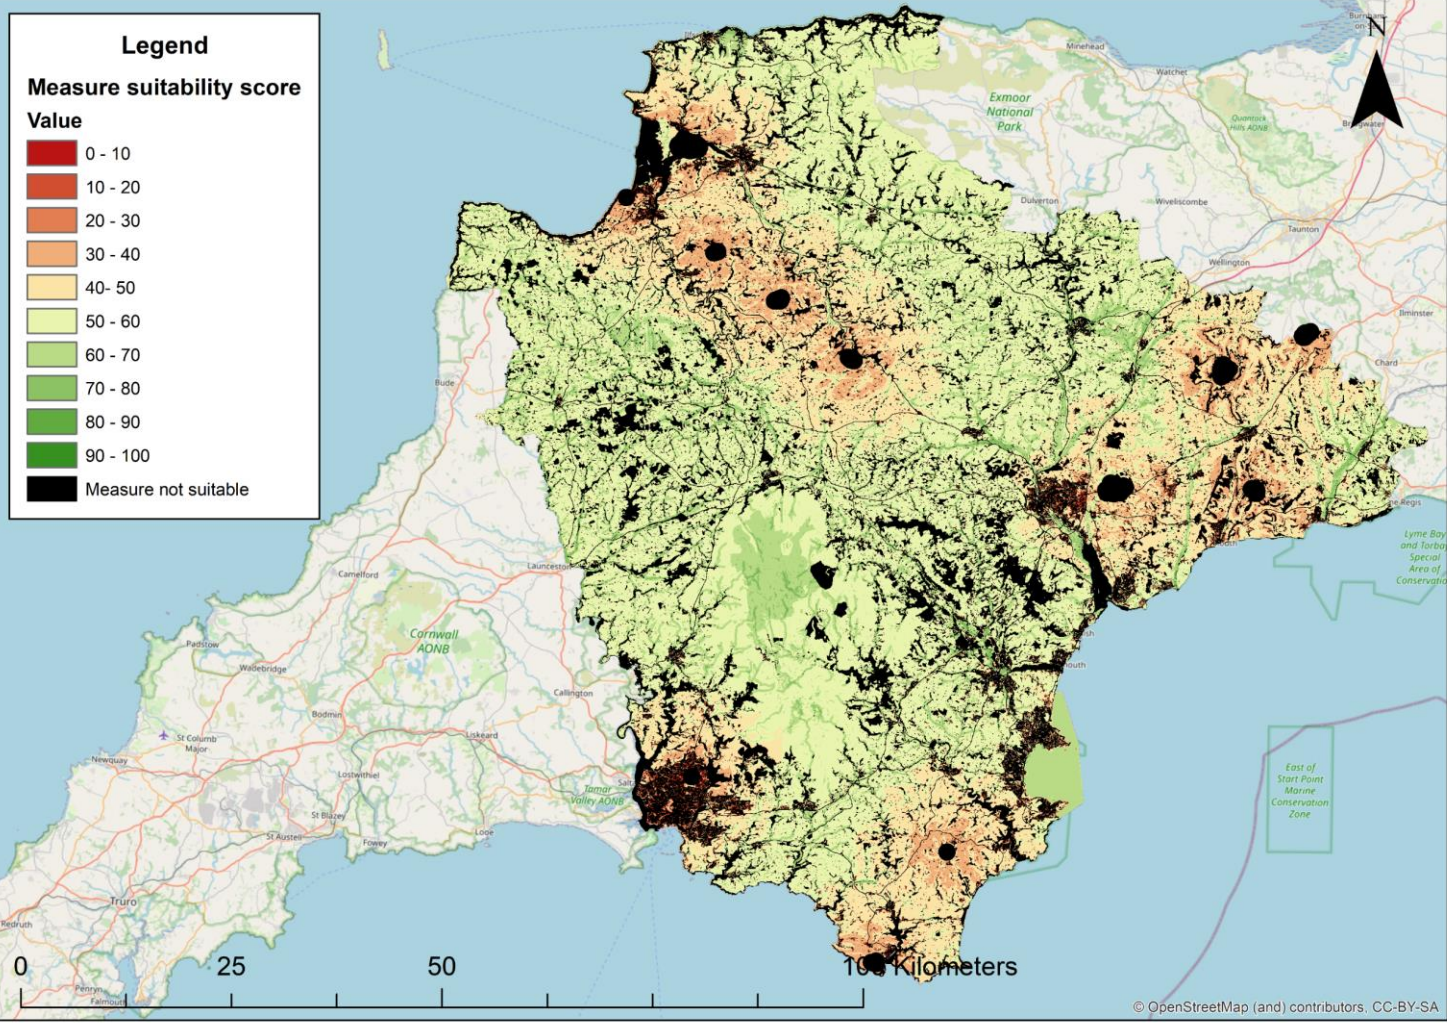 Legend
Measure suitability score
Value
0 - 10
10 - 20
20 - 30
30 - 40
40- 50
50 - 60
60 - 70
70 - 80
80 - 90
90 - 100
Measure not suitable
N
Minehead
Watchet
Exmoor
National
Park
Quantock
Hills AONB
Dulverton
Wiveliscombe
Taunton
Wellington
Ilminster
Chard
Bude
Lyme Bay
and Torbay
Special
Area of
Launceston
Camelford
Cornwall
AONB
Padstow
Wadebridge
Callington
Bodmin
Liskeard
St Columb
Major
Newquay
Lostwithiel
Tamar
Valley AONB
St Blazey
St Austell
Fowey
Looe
East of
Start Point
Marine
Conservation
Zone
Truro
Redruth
Penryn
Falmouth
0
25
50
Kilometers
© OpenStreetMap (and) contributors, CC-BY-SA